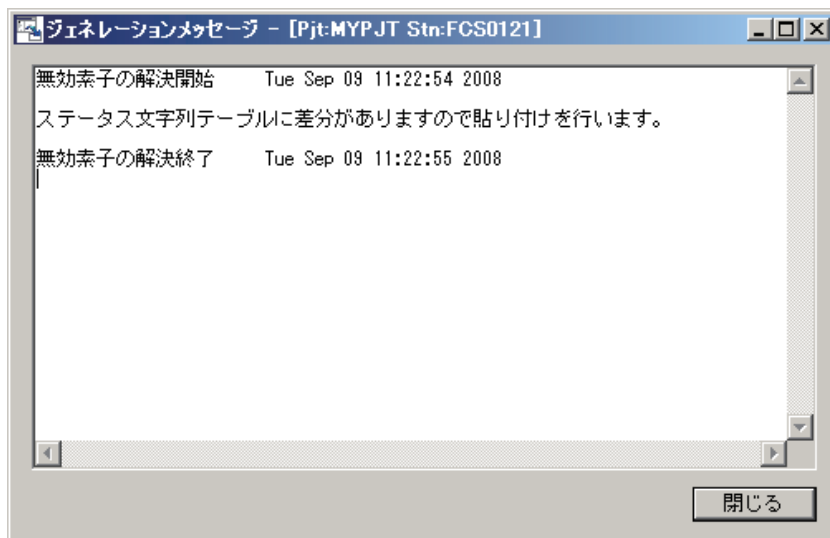 ジェネレーションメッセージ - [Pjt:MYPJT Stn:FCS0121]
無効素子の解決開始 Tue Sep 09 11:22:54 2008
ステータス文字列テーブルに差分がありますので貼り付けを行います。
無効素子の解決終了 Tue Sep 09 11:22:55 2008
閉じる